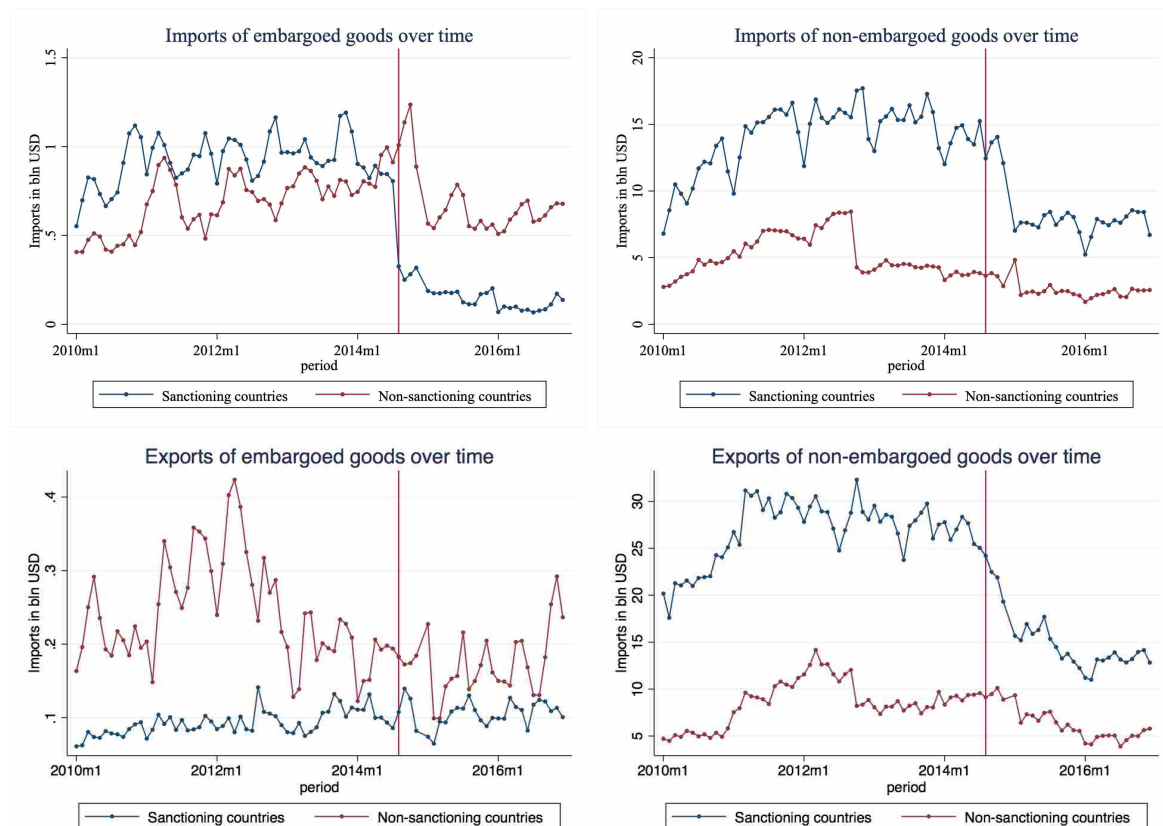 Imports of embargoed goods over time
Imports in bln USD
1.5
1
.5
0
2010m1 2012m1 2014m1 2016m1
period
Sanctioning countries Non-sanctioning countries
Imports of non-embargoed goods over time
Imports in bln USD
20
15
10
5
0
2010m1 2012m1 2014m1 2016m1
period
Sanctioning countries Non-sanctioning countries
Exports of embargoed goods over time
Imports in bln USD
.4
.3
.2
.1
2010m1 2012m1 2014m1 2016m1
period
Sanctioning countries Non-sanctioning countries
Exports of non-embargoed goods over time
Imports in bln USD
30
25
20
15
10
5
2010m1 2012m1 2014m1 2016m1
period
Sanctioning countries Non-sanctioning countries